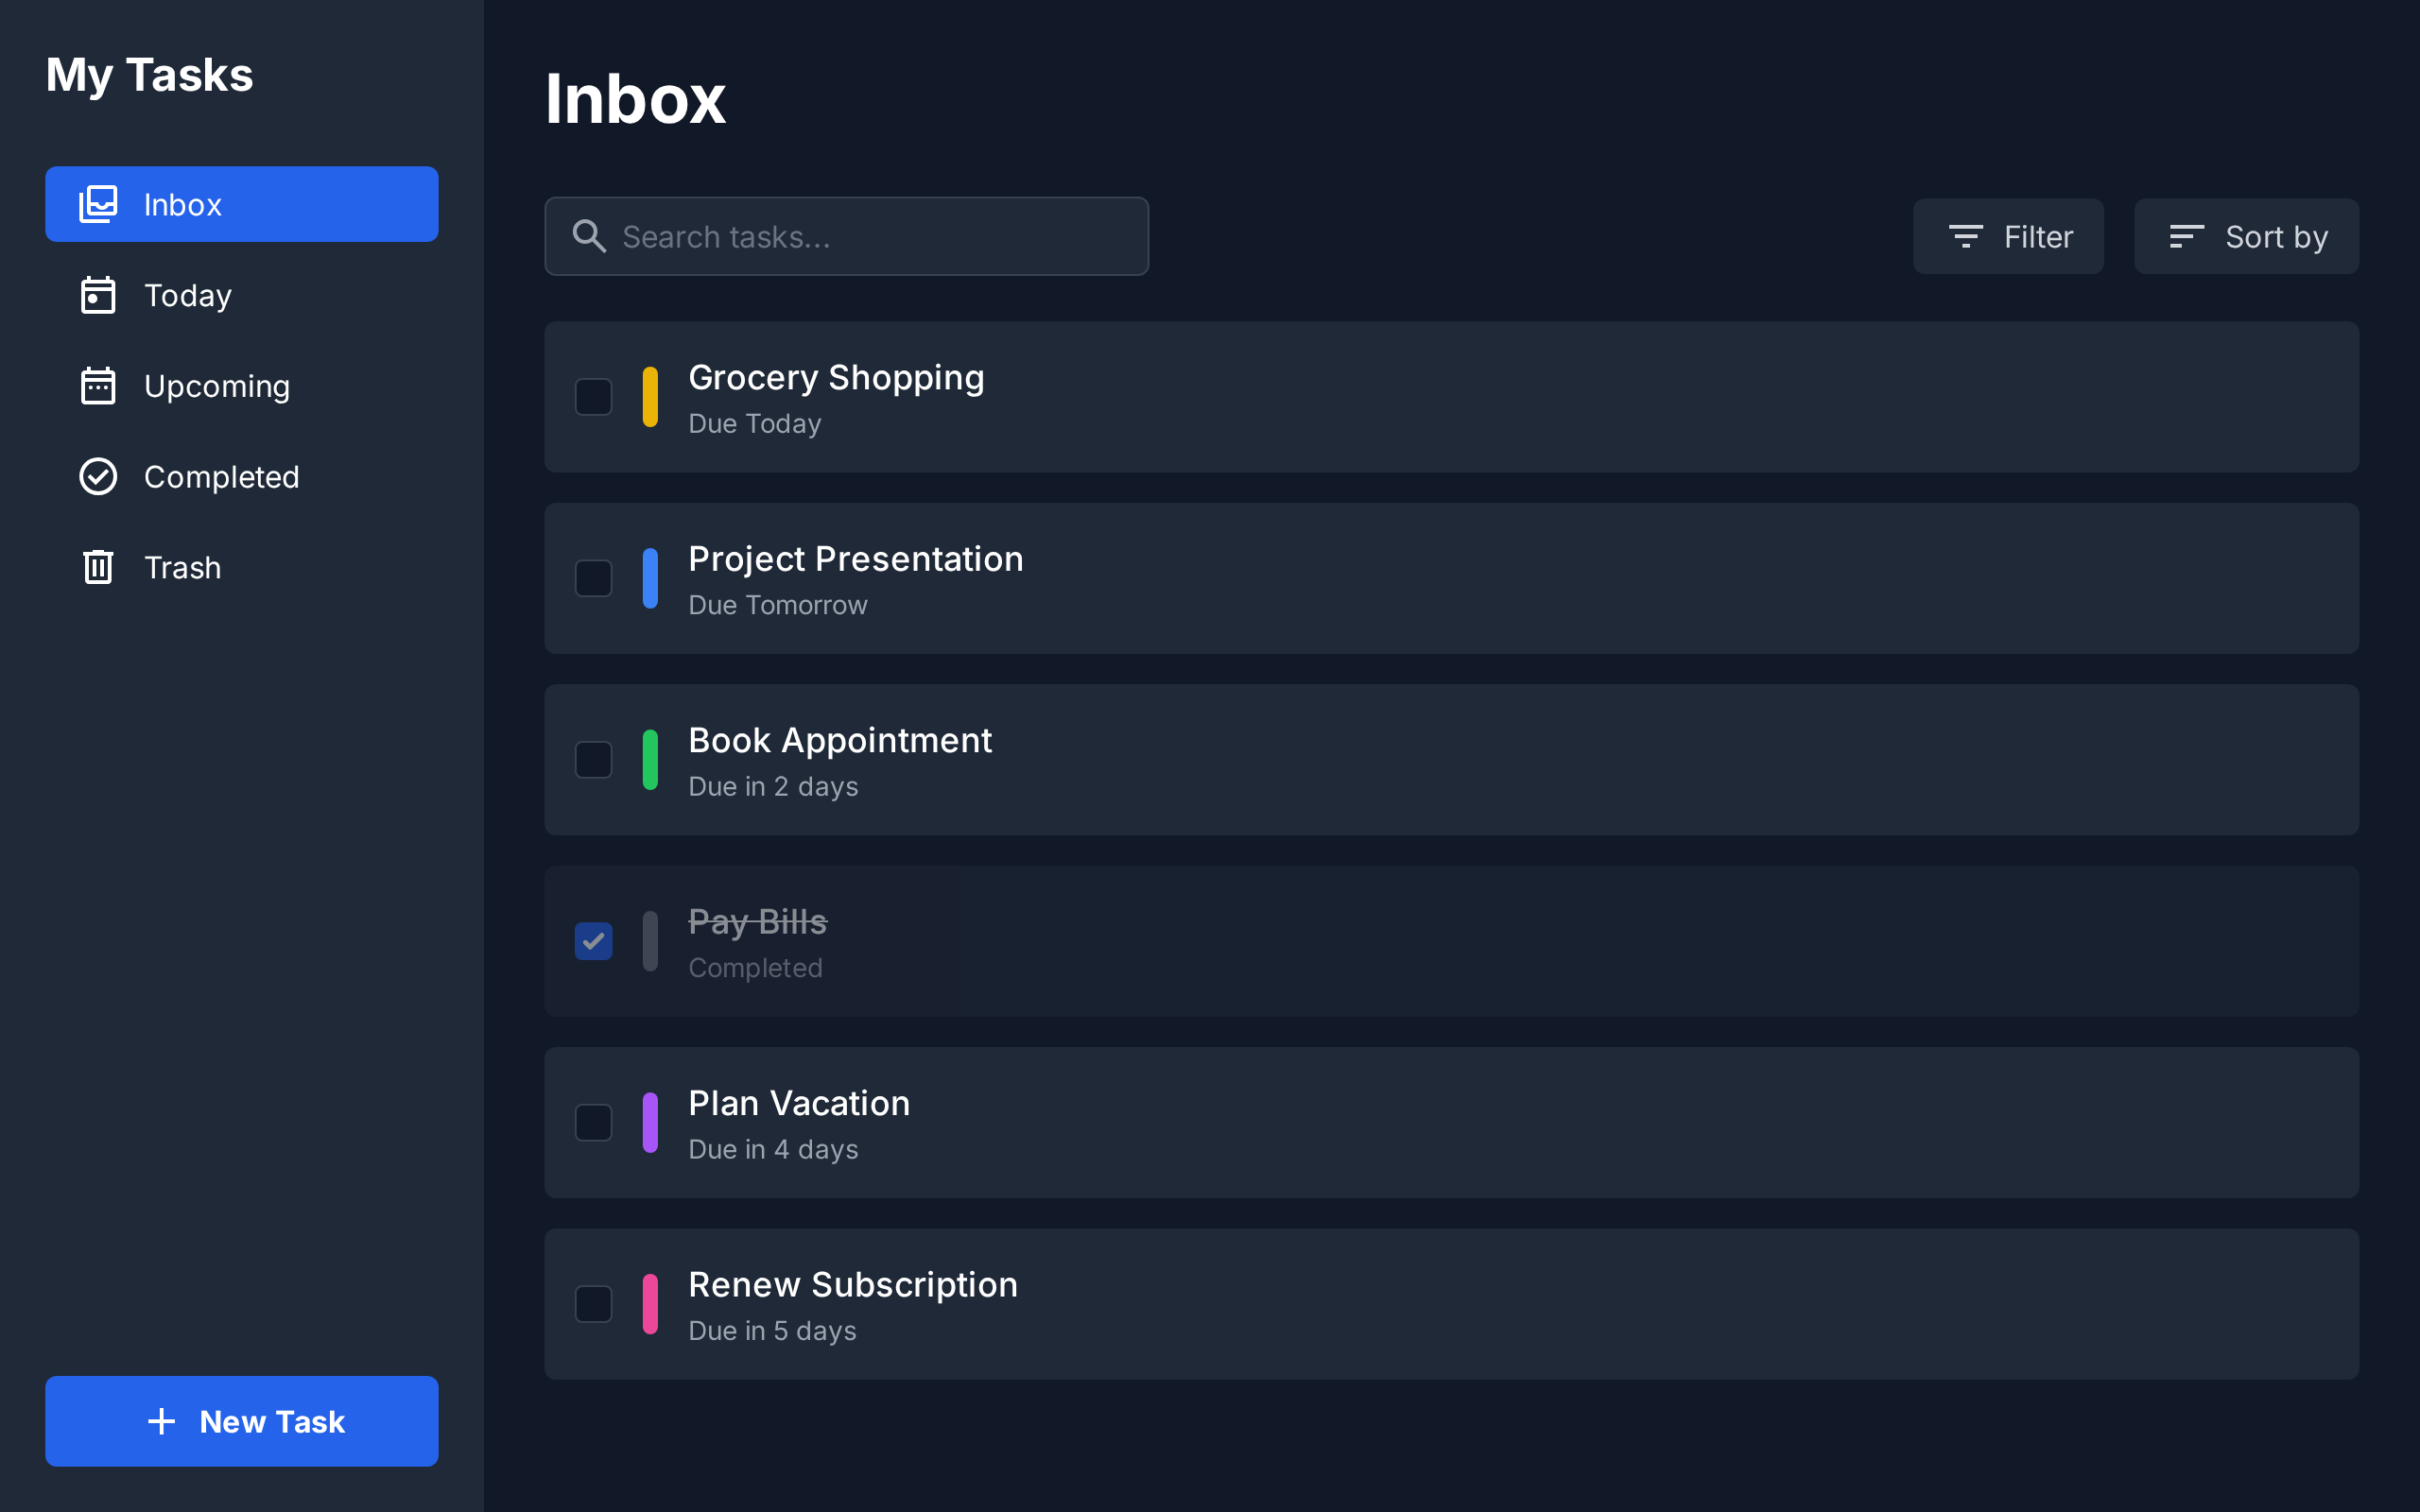 My Tasks
Inbox
Today
Upcoming
Completed
Trash
New Task
Inbox
Search tasks...
Filter
Sort by
Grocery Shopping
Due Today
Project Presentation
Due Tomorrow
Book Appointment
Due in 2 days
Pay Bills
Completed
Plan Vacation
Due in 4 days
Renew Subscription
Due in 5 days